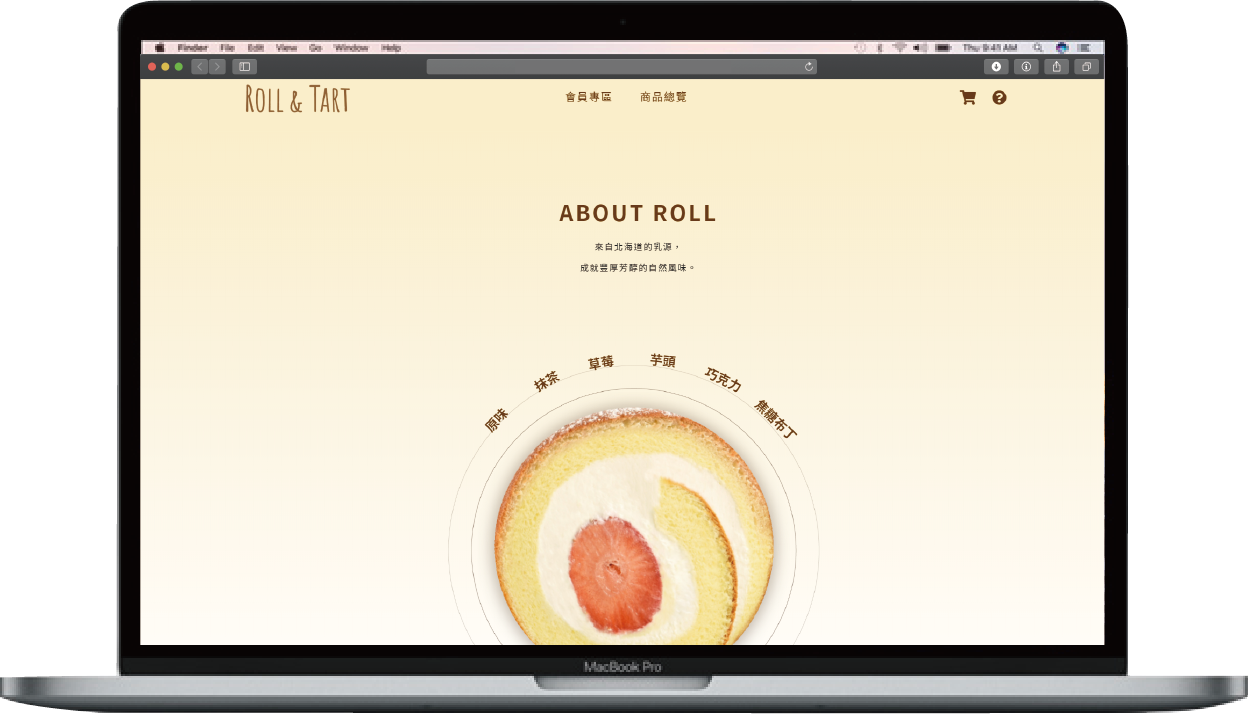 Finder File Edit View Go Window Help Thu 9:41 AM
ROLL & TART 會員專區 商品總覽
ABOUT ROLL
來自北海道的乳源，
成就豐厚芳醇的自然風味。
原味 抹茶 草莓 芋頭 巧克力 焦糖布丁
MacBook Pro